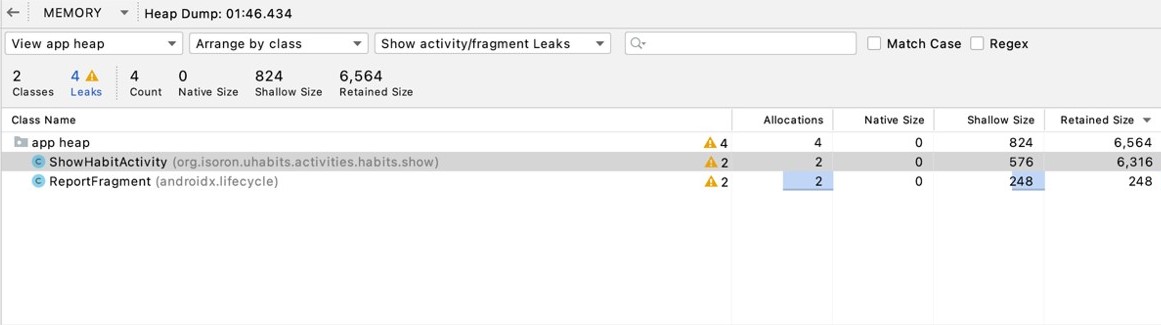 MEMORY Heap Dump: 01:46.434
View app heap Arrange by class Show activity/fragment Leaks Match Case Regex
2 4 4 0 824 6,564
Classes Leaks Count Native Size Shallow Size Retained Size
Class Name Allocations Native Size Shallow Size Retained Size
app heap 4 4 0 824 6,564
ShowHabitActivity (org.isoron.uhabits.activities.habits.show) 2 2 0 576 6,316
ReportFragment (androidx.lifecycle) 2 2 0 248 248